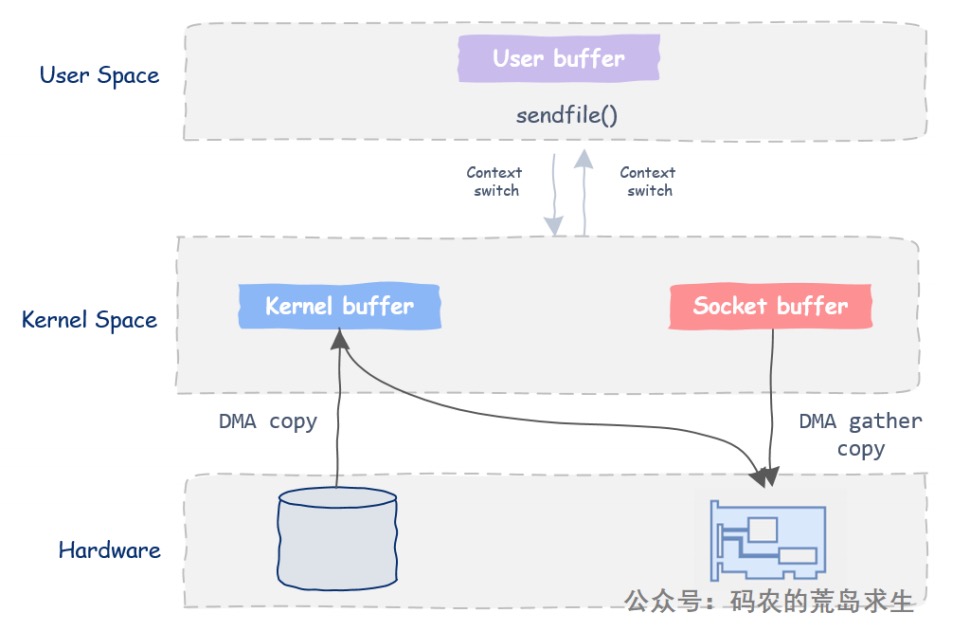 User Space
User buffer
sendfile()
Context
switch
Context
switch
Kernel Space
Kernel buffer
Socket buffer
DMA copy
DMA gather
copy
Hardware
公众号：码农的荒岛求生